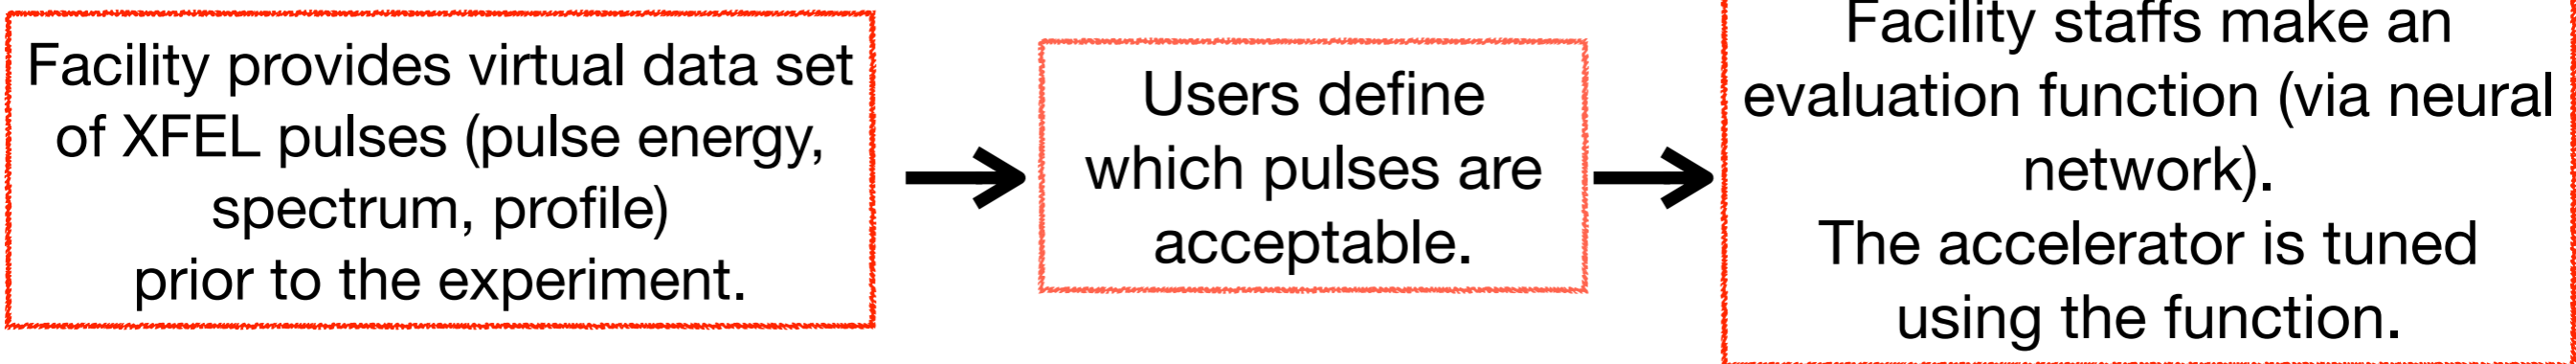 Facility provides virtual data set
of XFEL pulses (pulse energy,
spectrum, profile)
prior to the experiment.
Users define
which pulses are
acceptable.
Facility staffs make an
evaluation function (via neural
network).
The accelerator is tuned
using the function.